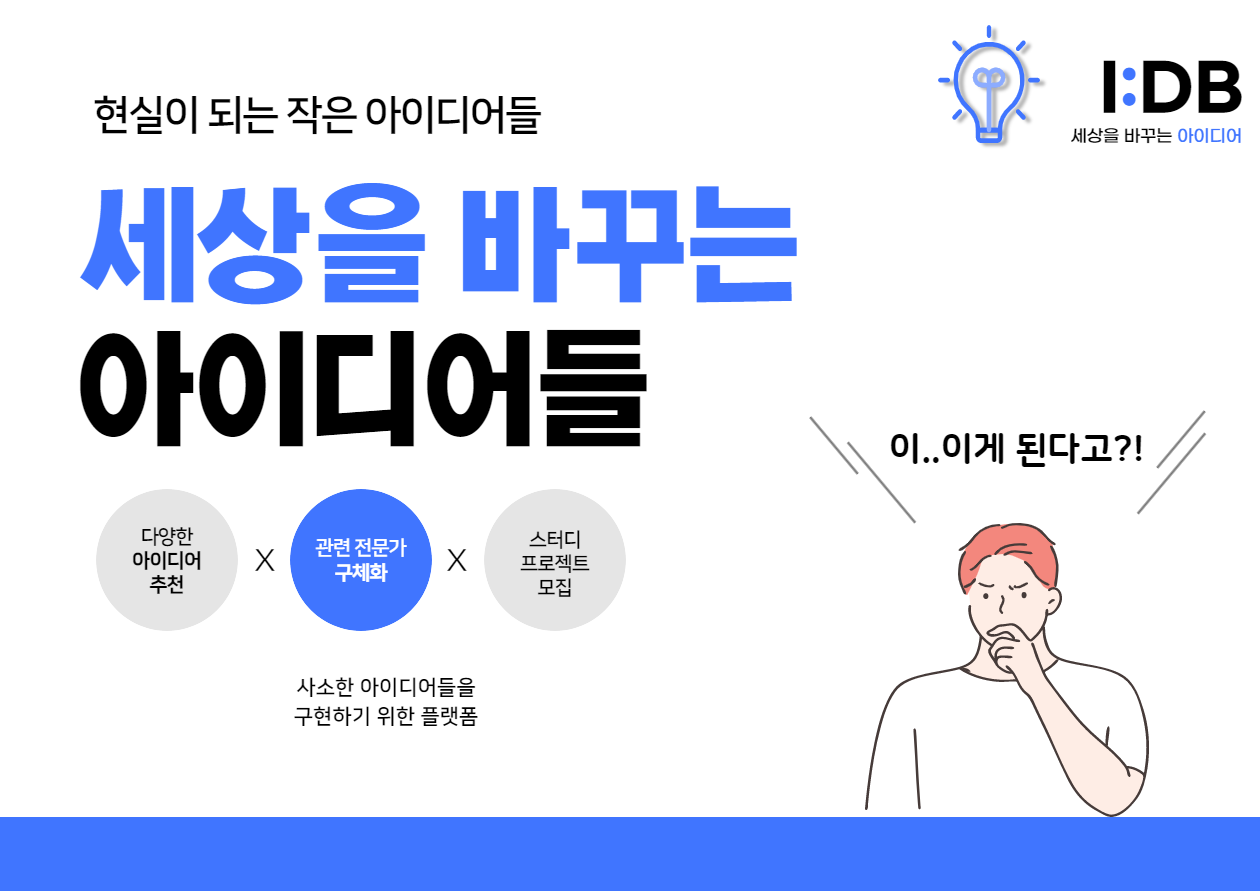 현실이 되는 작은 아이디어들
I:DB
세상을 바꾸는 아이디어
세상을 바꾸는
아이디어들
이..이게 된다고?!
다양한
아이디어
추천
X
관련 전문가
구체화
X
스터디
프로젝트
모집
사소한 아이디어들을
구현하기 위한 플랫폼